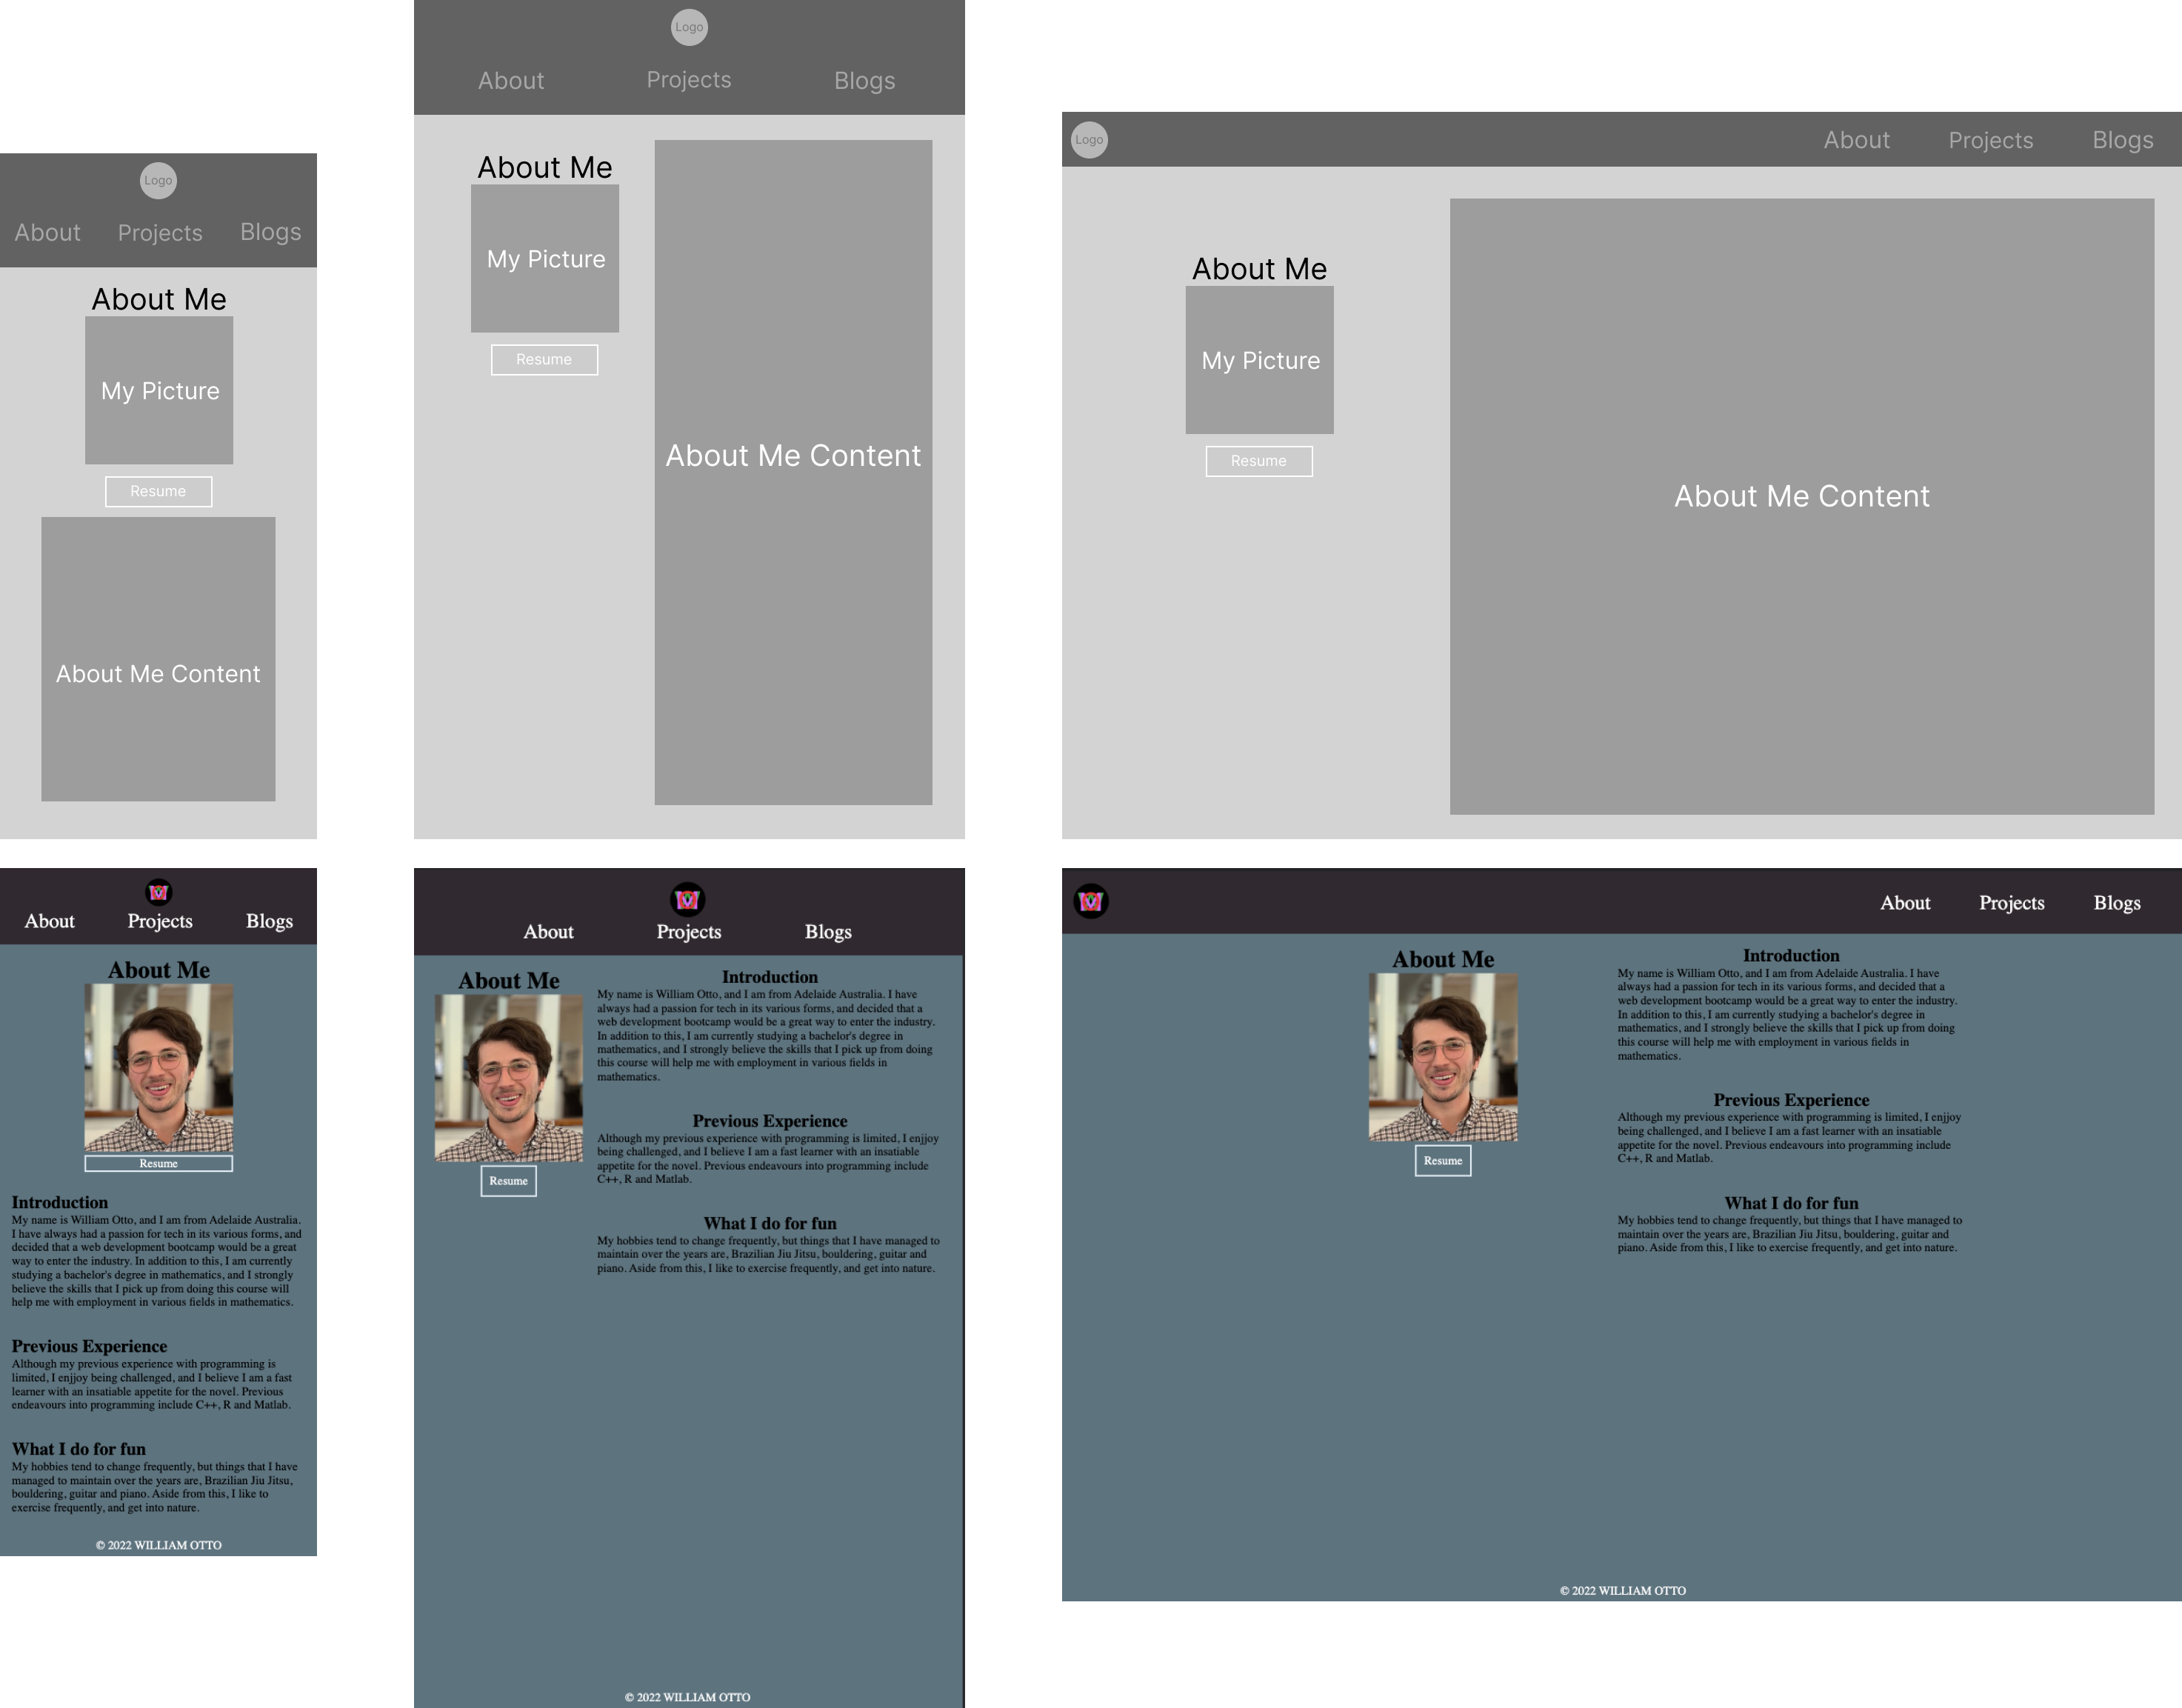 Logo
About Projects Blogs
About Me
My Picture
Resume
About Me Content
Logo
About Projects Blogs
About Me
My Picture
Resume
About Me Content
Logo
About Projects Blogs
About Me
My Picture
Resume
About Me Content
About Projects Blogs
About Me
Resume
Introduction
My name is William Otto, and I am from Adelaide Australia.
I have always had a passion for tech in its various forms, and
decided that a web development bootcamp would be a great
way to enter the industry. In addition to this, I am currently
studying a bachelor's degree in mathematics, and I strongly
believe the skills that I pick up from doing this course will
help me with employment in various fields in mathematics.
Previous Experience
Although my previous experience with programming is
limited, I enjjoy being challenged, and I believe I am a fast
learner with an insatiable appetite for the novel. Previous
endeavours into programming include C++, R and Matlab.
What I do for fun
My hobbies tend to change frequently, but things that I have
managed to maintain over the years are, Brazilian Jiu Jitsu,
bouldering, guitar and piano. Aside from this, I like to
exercise frequently, and get into nature.
© 2022 WILLIAM OTTO
About Projects Blogs
About Me
Resume
Introduction
My name is William Otto, and I am from Adelaide Australia. I have
always had a passion for tech in its various forms, and decided that a
web development bootcamp would be a great way to enter the industry.
In addition to this, I am currently studying a bachelor's degree in
mathematics, and I strongly believe the skills that I pick up from doing
this course will help me with employment in various fields in
mathematics.
Previous Experience
Although my previous experience with programming is limited, I enjjoy
being challenged, and I believe I am a fast learner with an insatiable
appetite for the novel. Previous endeavours into programming include
C++, R and Matlab.
What I do for fun
My hobbies tend to change frequently, but things that I have managed to
maintain over the years are, Brazilian Jiu Jitsu, bouldering, guitar and
piano. Aside from this, I like to exercise frequently, and get into nature.
© 2022 WILLIAM OTTO
About Projects Blogs
About Me
Resume
Introduction
My name is William Otto, and I am from Adelaide Australia. I have
always had a passion for tech in its various forms, and decided that a
web development bootcamp would be a great way to enter the industry.
In addition to this, I am currently studying a bachelor's degree in
mathematics, and I strongly believe the skills that I pick up from doing
this course will help me with employment in various fields in
mathematics.
Previous Experience
Although my previous experience with programming is limited, I enjjoy
being challenged, and I believe I am a fast learner with an insatiable
appetite for the novel. Previous endeavours into programming include
C++, R and Matlab.
What I do for fun
My hobbies tend to change frequently, but things that I have managed to
maintain over the years are, Brazilian Jiu Jitsu, bouldering, guitar and
piano. Aside from this, I like to exercise frequently, and get into nature.
© 2022 WILLIAM OTTO